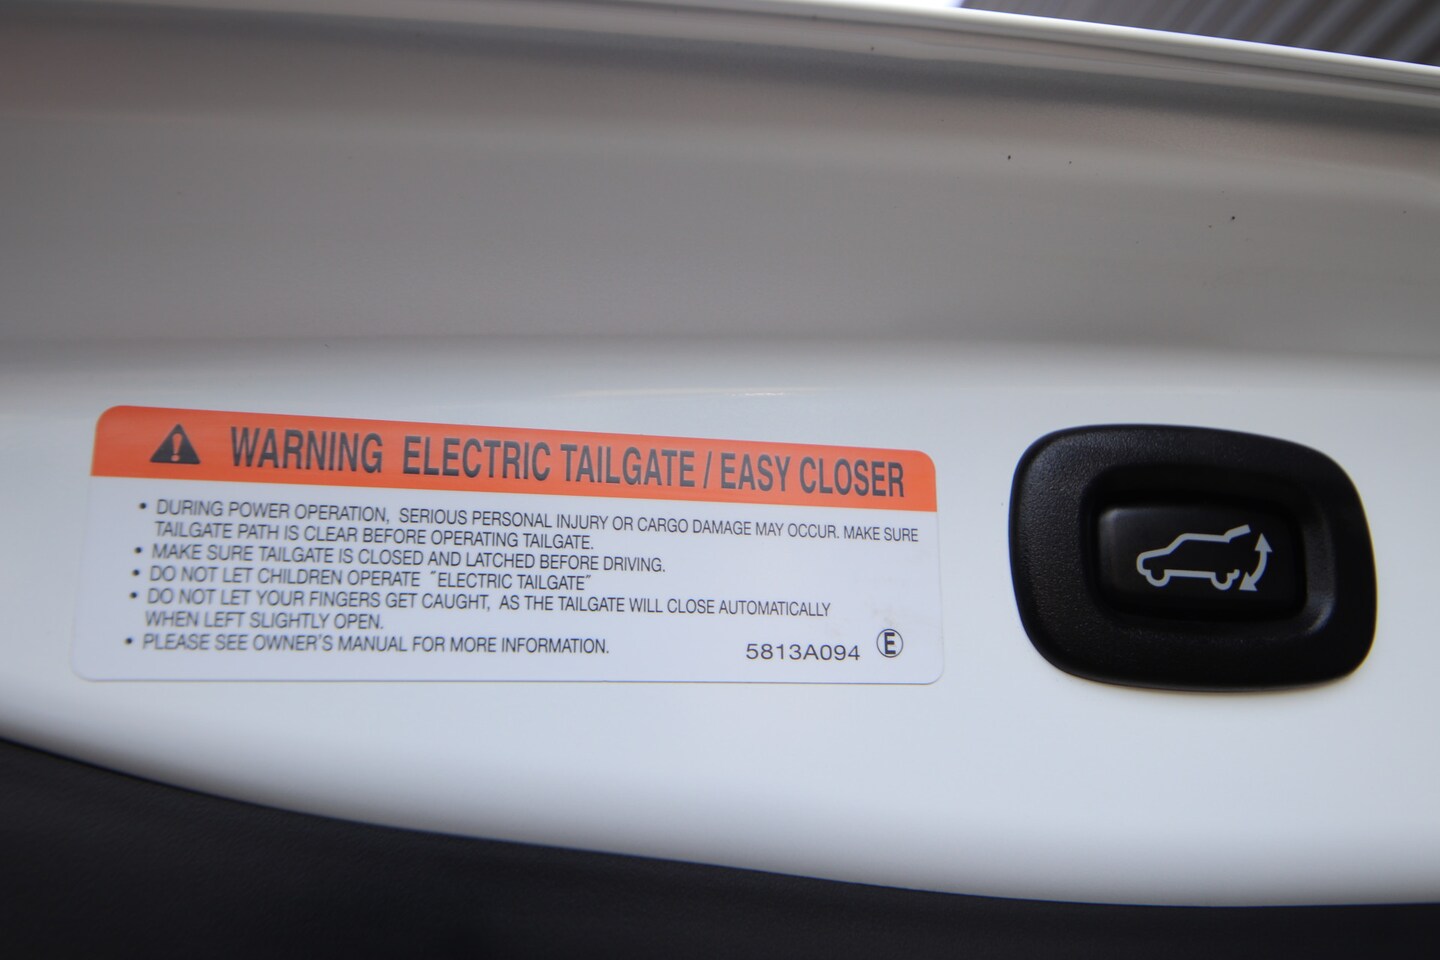 WARNING ELECTRIC TAILGATE / EASY CLOSER
• DURING POWER OPERATION, SERIOUS PERSONAL INJURY OR CARGO DAMAGE MAY OCCUR. MAKE SURE
TAILGATE PATH IS CLEAR BEFORE OPERATING TAILGATE.
• MAKE SURE TAILGATE IS CLOSED AND LATCHED BEFORE DRIVING.
• DO NOT LET CHILDREN OPERATE "ELECTRIC TAILGATE"
• DO NOT LET YOUR FINGERS GET CAUGHT, AS THE TAILGATE WILL CLOSE AUTOMATICALLY
WHEN LEFT SLIGHTLY OPEN.
• PLEASE SEE OWNER'S MANUAL FOR MORE INFORMATION.
5813A094 Ⓔ